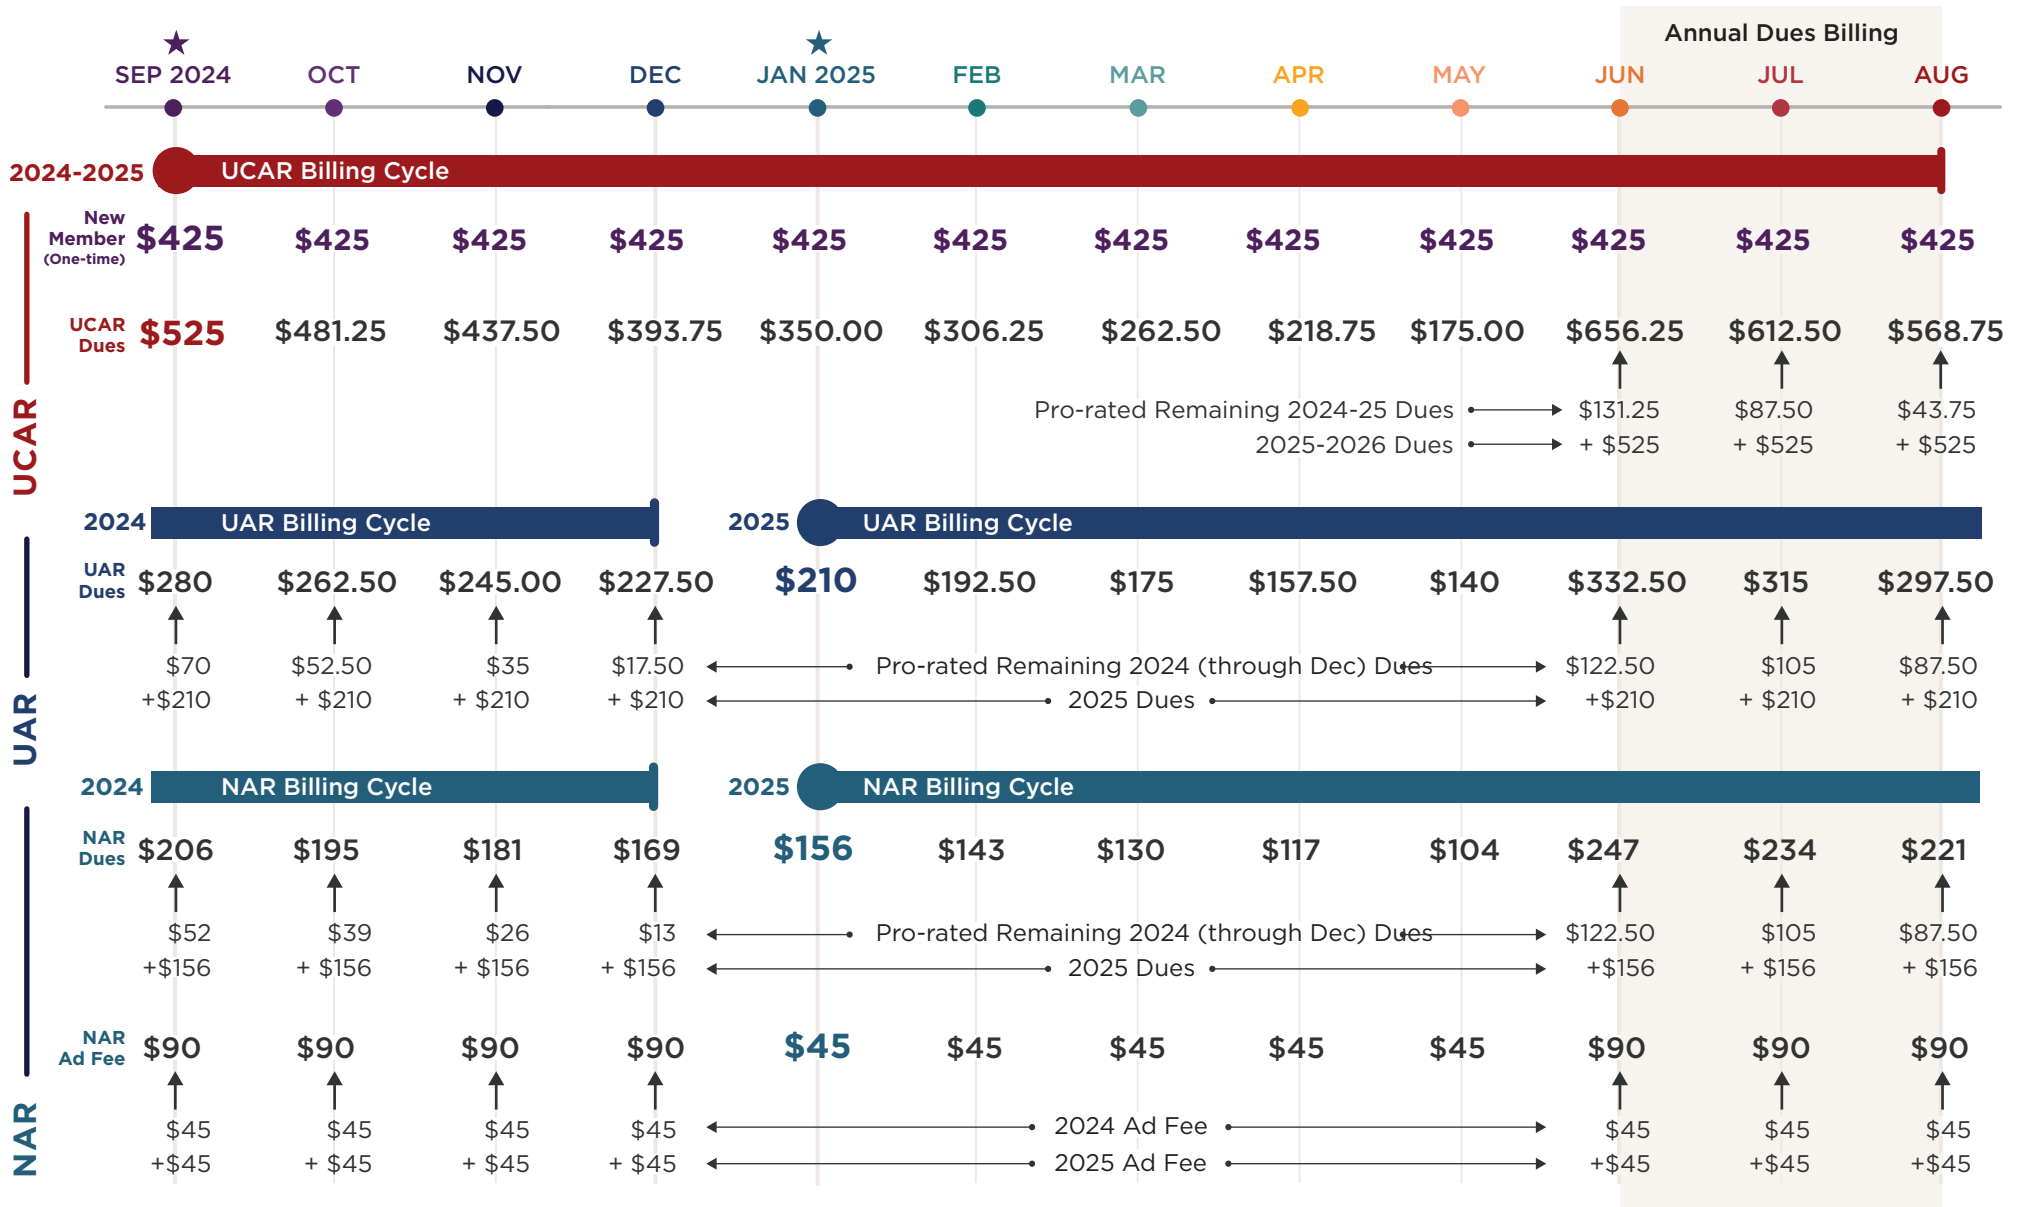 Annual Dues Billing
SEP 2024 OCT NOV DEC JAN 2025 FEB MAR APR MAY JUN JUL AUG
2024-2025 UCAR Billing Cycle
New
Member
(One-time)
$425 $425 $425 $425 $425 $425 $425 $425 $425 $425 $425 $425
UCAR
Dues
$525 $481.25 $437.50 $393.75 $350.00 $306.25 $262.50 $218.75 $175.00 $656.25 $612.50 $568.75
Pro-rated Remaining 2024-25 Dues $131.25 $87.50 $43.75
2025-2026 Dues + $525 + $525 + $525
UCAR
2024 UAR Billing Cycle 2025 UAR Billing Cycle
UAR
Dues
$280 $262.50 $245.00 $227.50 $210 $192.50 $175 $157.50 $140 $332.50 $315 $297.50
$70 $52.50 $35 $17.50 Pro-rated Remaining 2024 (through Dec) Dues $122.50 $105 $87.50
+$210 + $210 + $210 + $210 2025 Dues +$210 + $210 + $210
UAR
2024 NAR Billing Cycle 2025 NAR Billing Cycle
NAR
Dues
$206 $195 $181 $169 $156 $143 $130 $117 $104 $247 $234 $221
$52 $39 $26 $13 Pro-rated Remaining 2024 (through Dec) Dues $122.50 $105 $87.50
+$156 + $156 + $156 + $156 2025 Dues +$156 + $156 + $156
NAR
Ad Fee
$90 $90 $90 $90 $45 $45 $45 $45 $45 $90 $90 $90
$45 $45 $45 $45 2024 Ad Fee $45 $45 $45
+$45 + $45 + $45 + $45 2025 Ad Fee +$45 +$45 +$45
NAR